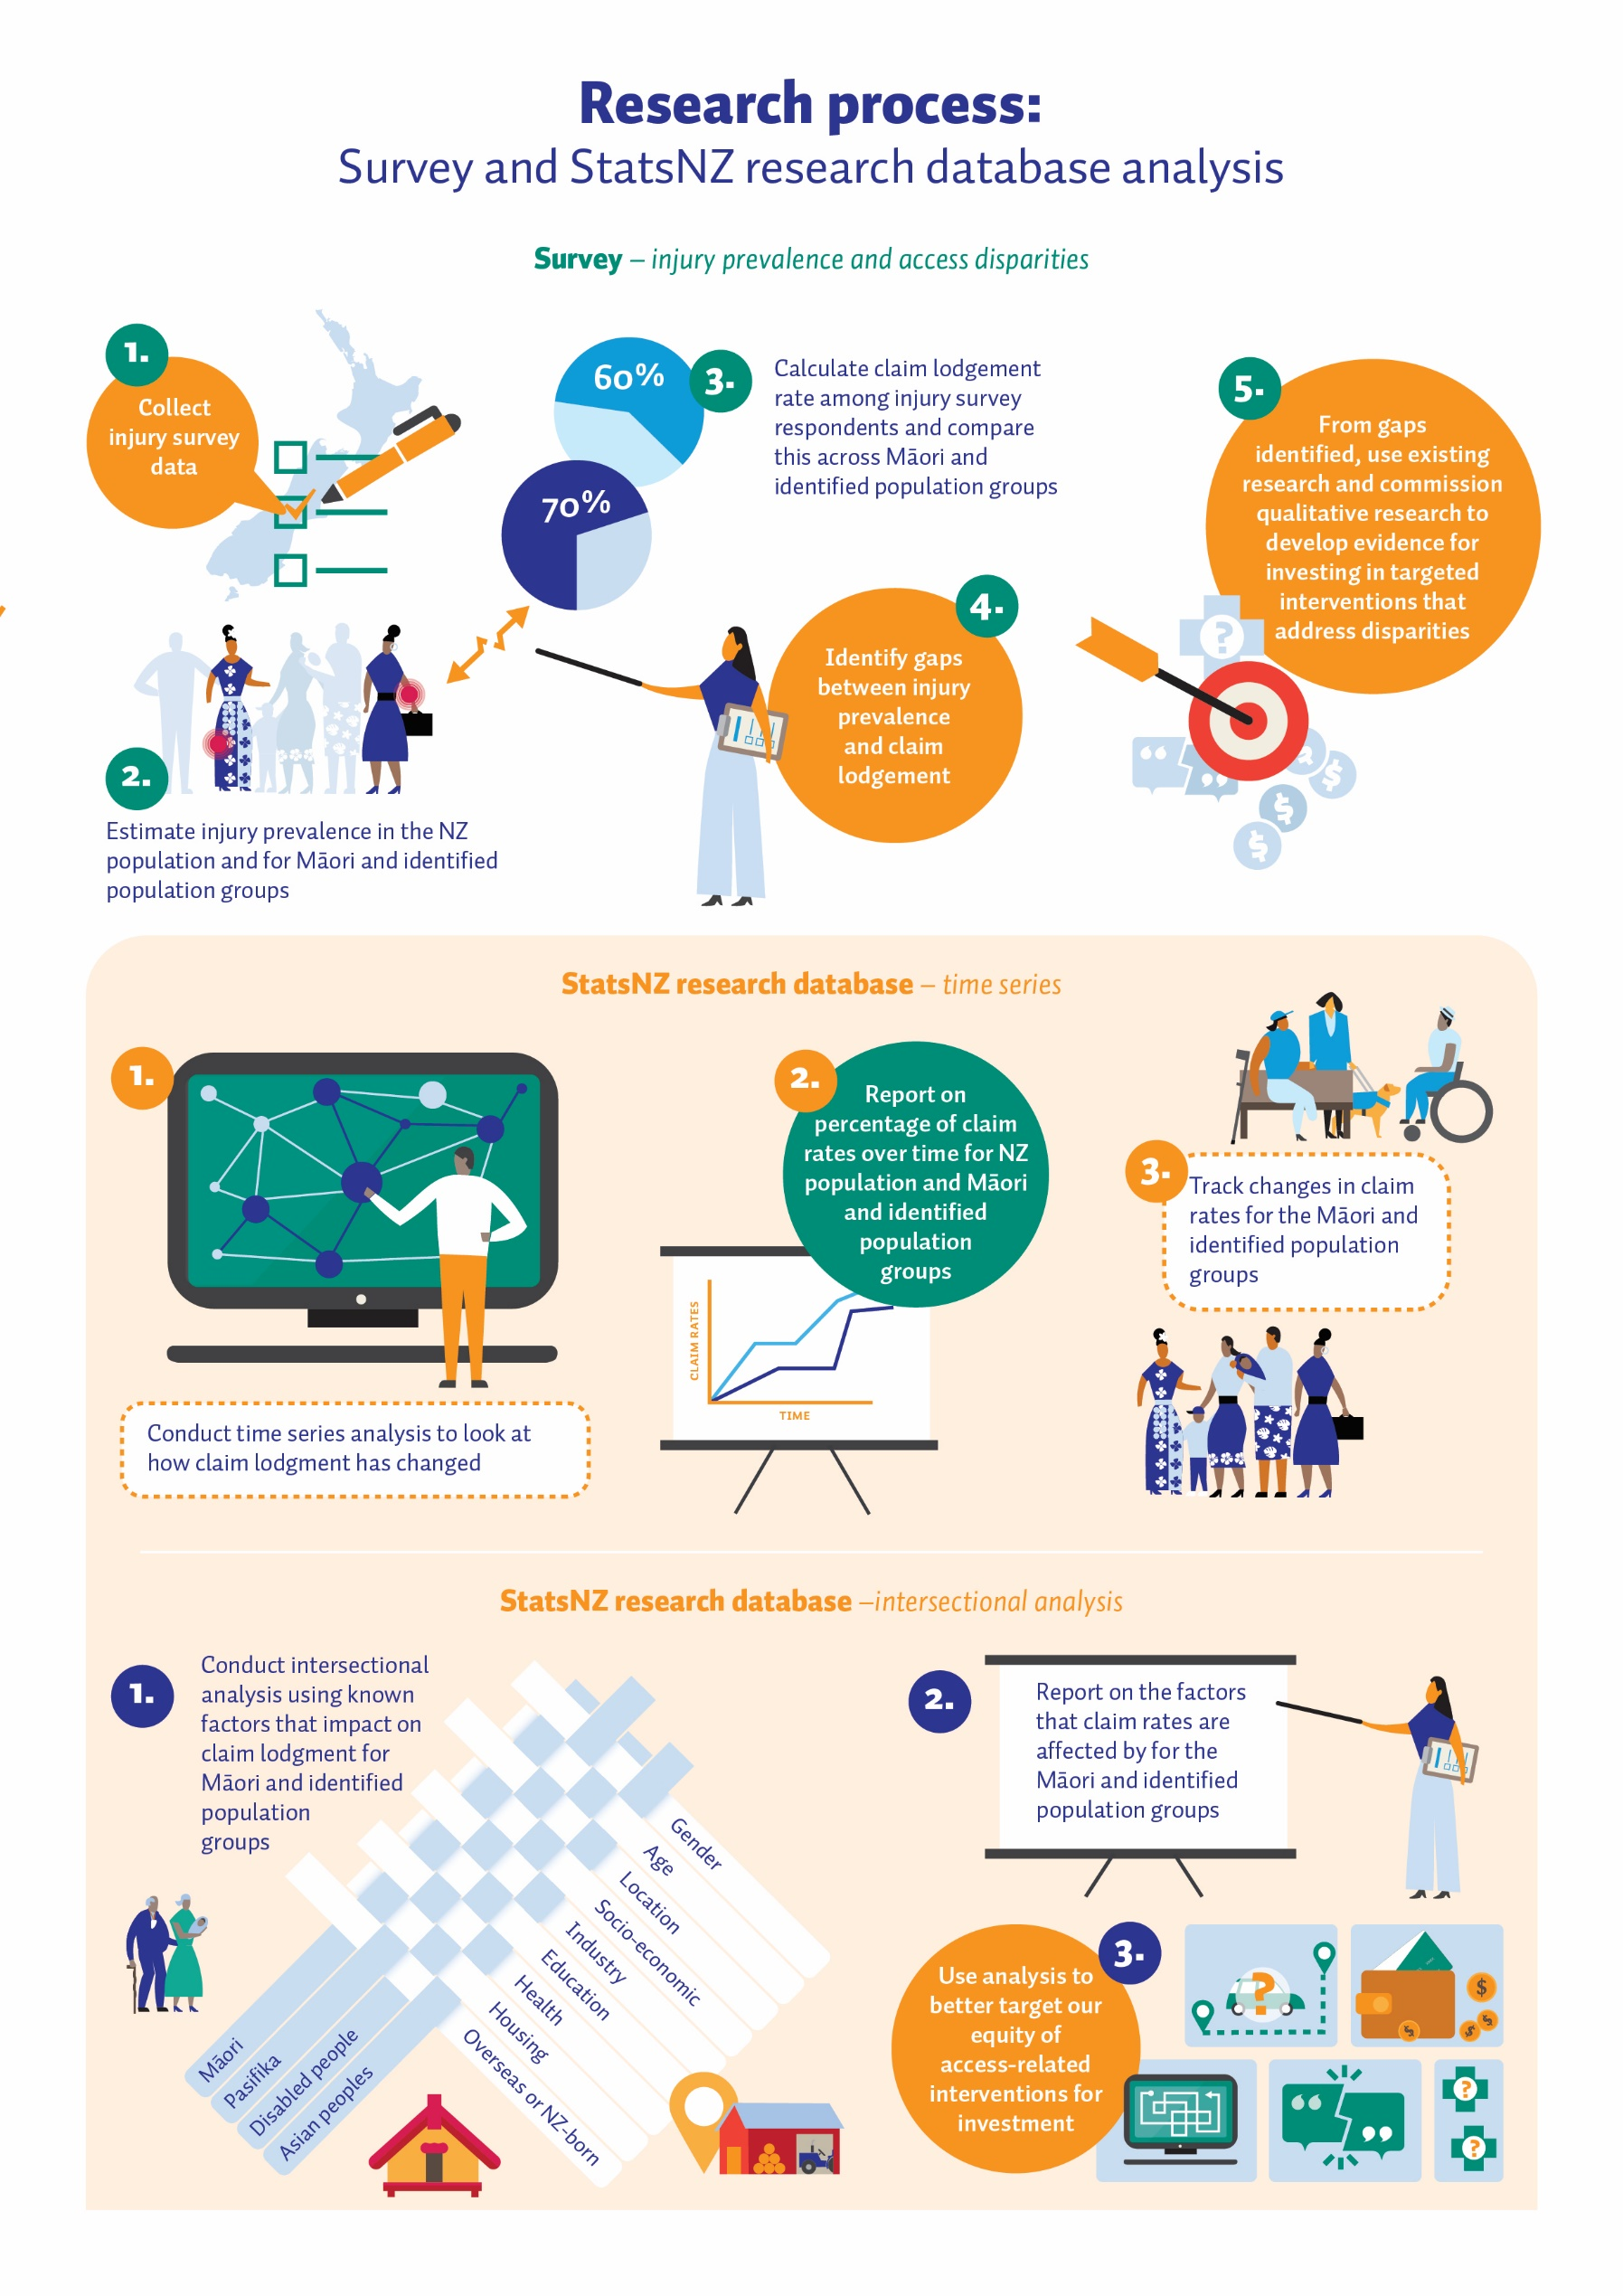 Research process:
Survey and StatsNZ research database analysis
Survey – injury prevalence and access disparities
1.
Collect
injury survey
data
2.
Estimate injury prevalence in the NZ
population and for Māori and identified
population groups
60%
70%
3.
Calculate claim lodgement
rate among injury survey
respondents and compare
this across Māori and
identified population groups
4.
Identify gaps
between injury
prevalence
and claim
lodgement
5.
From gaps
identified, use existing
research and commission
qualitative research to
develop evidence for
investing in targeted
interventions that
address disparities
?
“ ”
$
$
$
StatsNZ research database – time series
1.
Conduct time series analysis to look at
how claim lodgment has changed
2.
Report on
percentage of claim
rates over time for NZ
population and Māori
and identified
population
groups
CLAIM RATES
TIME
3.
Track changes in claim
rates for the Māori and
identified population
groups
StatsNZ research database –intersectional analysis
1.
Conduct intersectional
analysis using known
factors that impact on
claim lodgment for
Māori and identified
population
groups
Gender
Age
Location
Socio-economic
Industry
Education
Health
Housing
Overseas or NZ-born
Māori
Pasifika
Disabled people
Asian peoples
2.
Report on the factors
that claim rates are
affected by for the
Māori and identified
population groups
3.
Use analysis to
better target our
equity of
access-related
interventions for
investment
?
$
$
$
$
“ ”
?
?